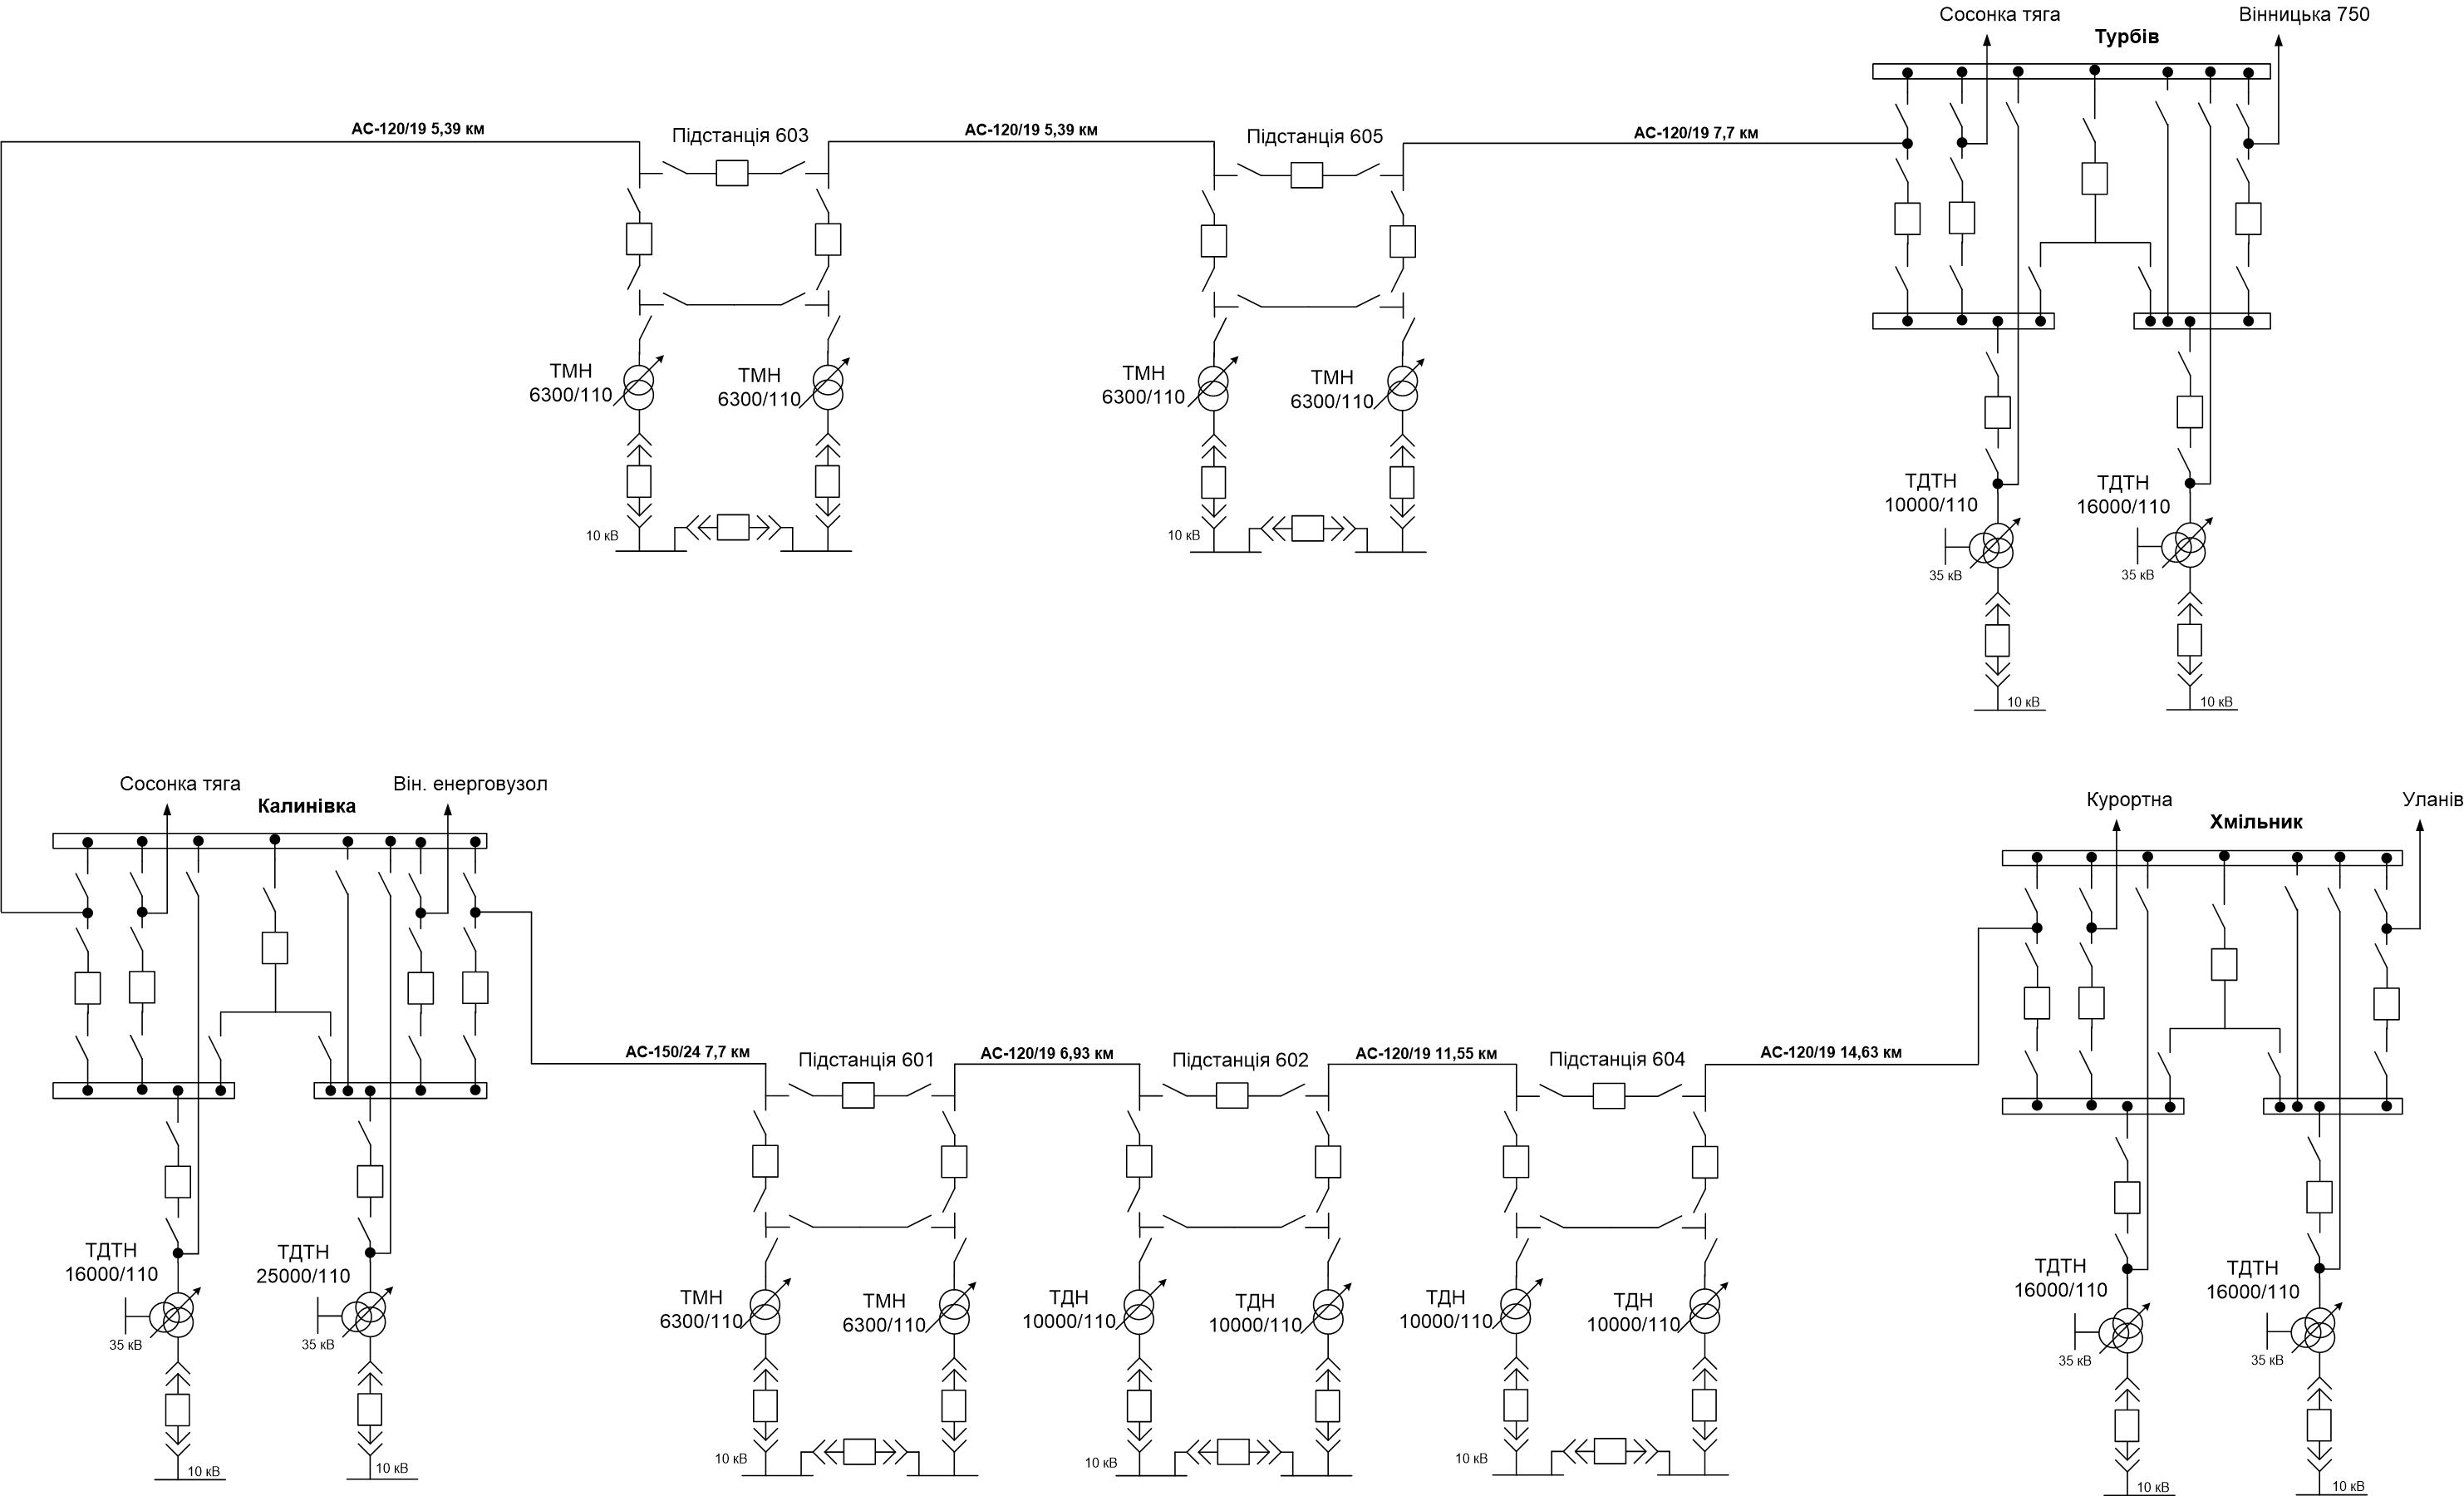 Сосонка тяга
Вінницька 750
Турбів
АС-120/19 5,39 км
Підстанція 603
АС-120/19 5,39 км
Підстанція 605
АС-120/19 7,7 км
ТМН
6300/110
ТМН
6300/110
ТМН
6300/110
ТМН
6300/110
ТДТН
10000/110
ТДТН
16000/110
10 кВ
10 кВ
35 кВ
35 кВ
10 кВ
10 кВ
Сосонка тяга
Він. енерговузол
Калинівка
Курортна
Уланів
Хмільник
АС-150/24 7,7 км
Підстанція 601
АС-120/19 6,93 км
Підстанція 602
АС-120/19 11,55 км
Підстанція 604
АС-120/19 14,63 км
ТДТН
16000/110
ТДТН
25000/110
ТМН
6300/110
ТМН
6300/110
ТДН
10000/110
ТДН
10000/110
ТДН
10000/110
ТДН
10000/110
ТДТН
16000/110
ТДТН
16000/110
35 кВ
35 кВ
35 кВ
35 кВ
10 кВ
10 кВ
10 кВ
10 кВ
10 кВ
10 кВ
10 кВ